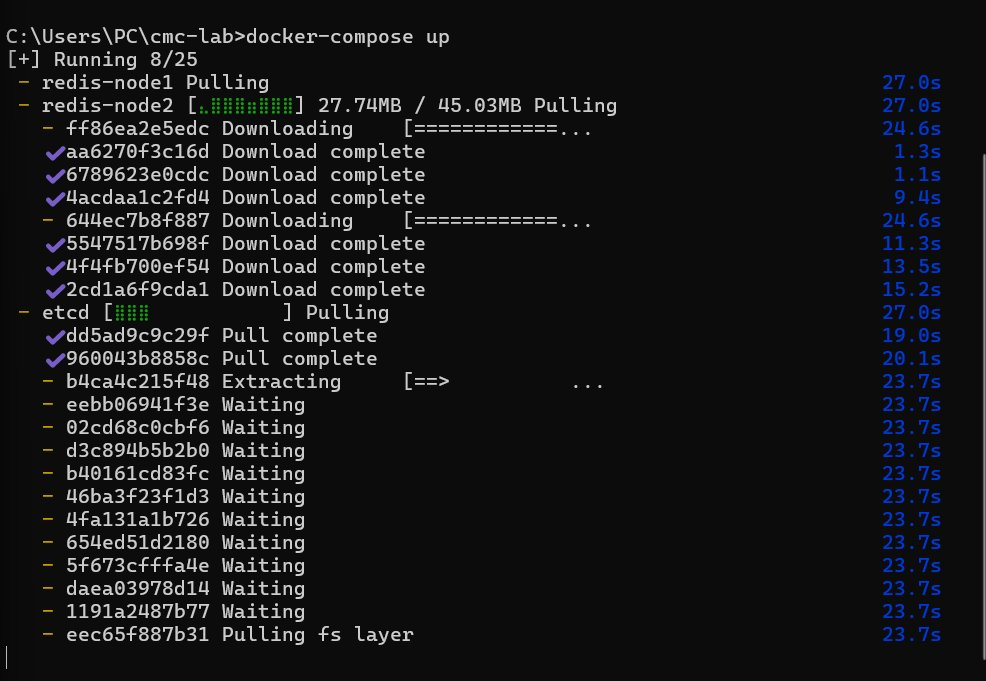 C:\Users\PC\cmc-lab>docker-compose up
[+] Running 8/25
- redis-node1 Pulling 27.0s
- redis-node2 [⣄⣿⣿⣿⣶⣿⣿⣿] 27.74MB / 45.03MB Pulling 27.0s
- ff86ea2e5edc Downloading [============... 24.6s
✔aa6270f3c16d Download complete 1.3s
✔6789623e0cdc Download complete 1.1s
✔4acdaa1c2fd4 Download complete 9.4s
- 644ec7b8f887 Downloading [============... 24.6s
✔5547517b698f Download complete 11.3s
✔4f4fb700ef54 Download complete 13.5s
✔2cd1a6f9cda1 Download complete 15.2s
- etcd [⣿⣿⣿           ] Pulling 27.0s
✔dd5ad9c9c29f Pull complete 19.0s
✔960043b8858c Pull complete 20.1s
- b4ca4c215f48 Extracting [==>          ... 23.7s
- eebb06941f3e Waiting 23.7s
- 02cd68c0cbf6 Waiting 23.7s
- d3c894b5b2b0 Waiting 23.7s
- b40161cd83fc Waiting 23.7s
- 46ba3f23f1d3 Waiting 23.7s
- 4fa131a1b726 Waiting 23.7s
- 654ed51d2180 Waiting 23.7s
- 5f673cfffa4e Waiting 23.7s
- daea03978d14 Waiting 23.7s
- 1191a2487b77 Waiting 23.7s
- eec65f887b31 Pulling fs layer 23.7s